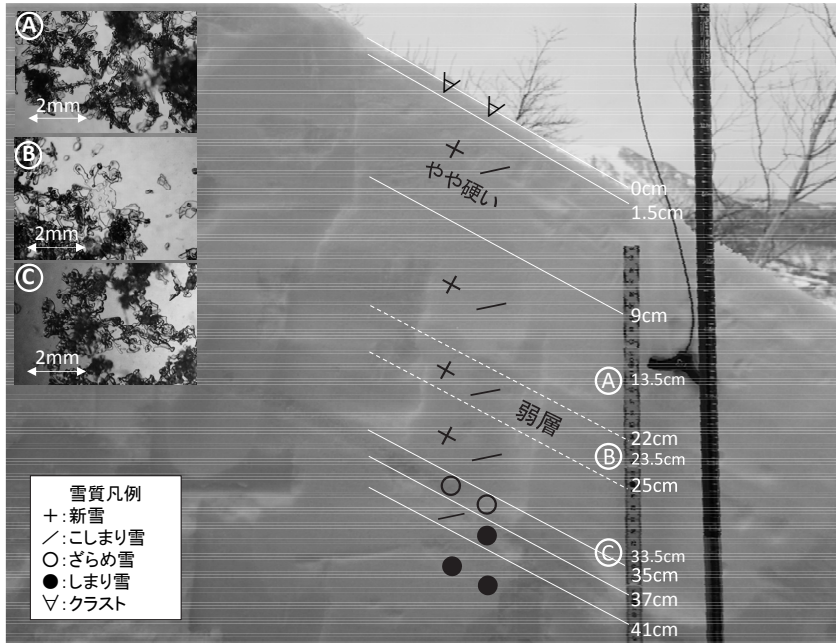 Ⓐ
2mm
Ⓑ
2mm
Ⓒ
2mm
やや硬い
弱層
0cm
1.5cm
9cm
Ⓐ 13.5cm
22cm
Ⓑ 23.5cm
25cm
Ⓒ 33.5cm
35cm
37cm
41cm
雪質凡例
+:新雪
/:こしまり雪
○:ざらめ雪
●:しまり雪
∀:クラスト